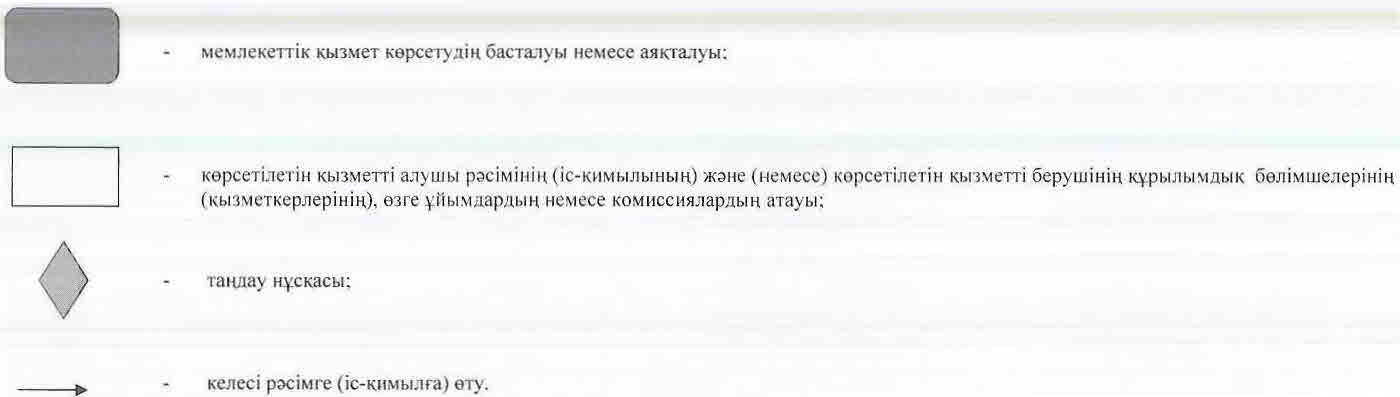 - мемлекеттік қызмет көрсетудің басталуы немесе аяқталуы;
- көрсетілетін қызметті алушы рәсімінің (іс-қимылының) және (немесе) көрсетілетін қызметті берушінің құрылымдық бөлімшелерінің
(қызметкерлерінің), өзге ұйымдардың немесе комиссиялардың атауы;
- таңдау нұсқасы;
- келесі рәсімге (іс-қимылға) өту.